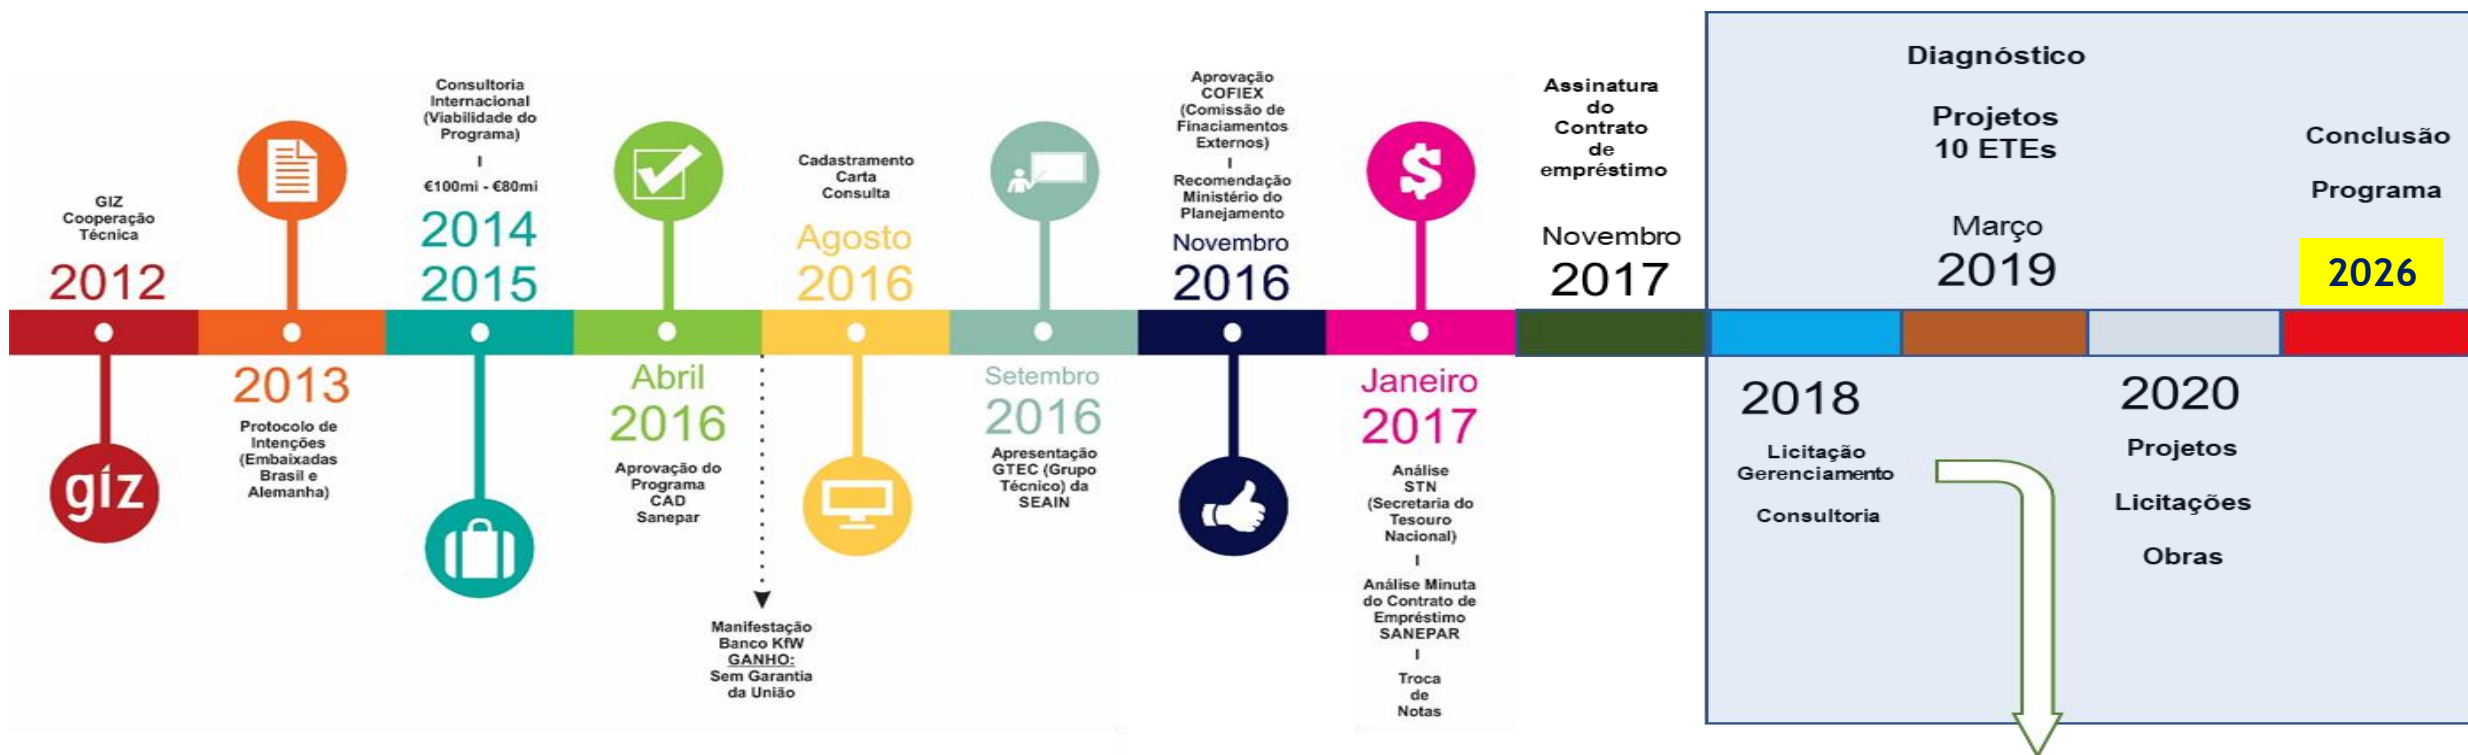 GIZ
Cooperação
Técnica
2012
giz
2013
Protocolo de
Intenções
(Embaixadas
Brasil e
Alemanha)
Consultoria
Internacional
(Viabilidade do
Programa)
I
€100mi - €80mi
2014
2015
Abril
2016
Aprovação do
Programa
CAD
Sanepar
Manifestação
Banco KfW
GANHO:
Sem Garantia
da União
Cadastramento
Carta
Consulta
Agosto
2016
Setembro
2016
Apresentação
GTEC (Grupo
Técnico) da
SEAIN
Aprovação
COFIEX
(Comissão de
Finaciamentos
Externos)
I
Recomendação
Ministério do
Planejamento
Novembro
2016
$
Janeiro
2017
Análise
STN
(Secretaria do
Tesouro
Nacional)
I
Análise Minuta
do Contrato de
Empréstimo
SANEPAR
I
Troca
de
Notas
Assinatura
do
Contrato
de
empréstimo
Novembro
2017
2018
Licitação
Gerenciamento
Consultoria
Diagnóstico
Projetos
10 ETEs
Março
2019
2020
Projetos
Licitações
Obras
Conclusão
Programa
2026